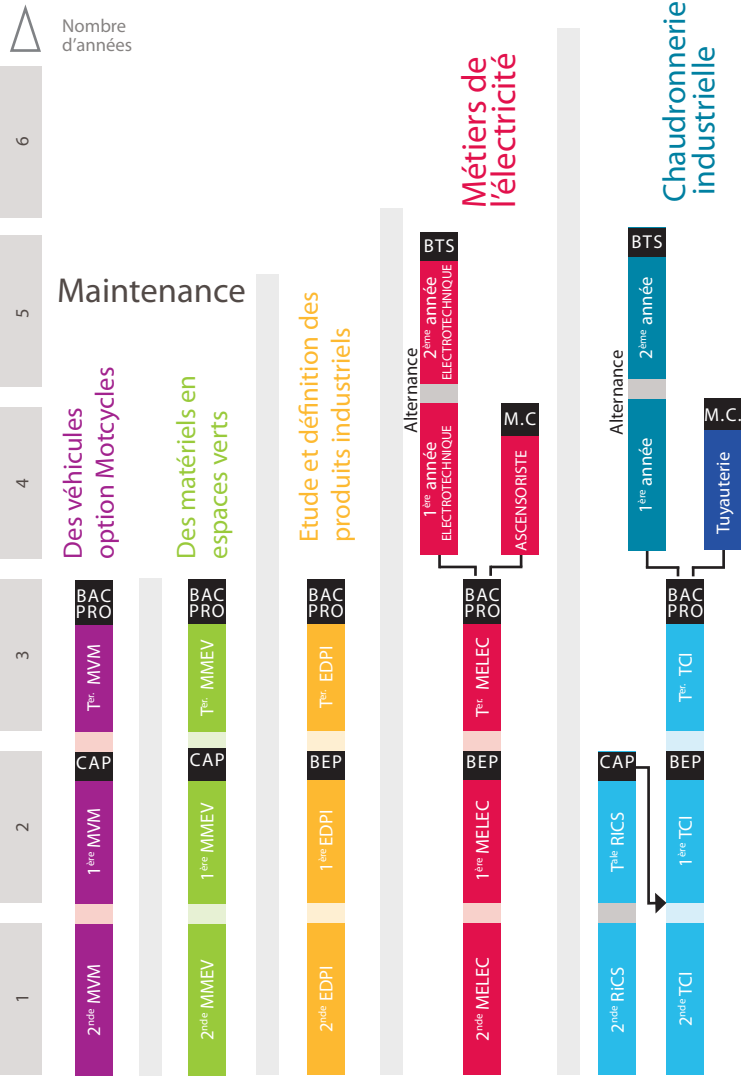 Nombre
d'années
6
5
4
3
2
1
Maintenance
Des véhicules
option Motcycles
BAC
PRO
Ter. MVM
CAP
1ère MVM
2nde MVM
Des matériels en
espaces verts
BAC
PRO
Ter. MMEV
CAP
1ère MMEV
2nde MMEV
Etude et définition des
produits industriels
BAC
PRO
Ter. EDPI
BEP
1ère EDPI
2nde EDPI
Métiers de
l'électricité
BTS
2ème année
ELECTROTECHNIQUE
Alternance
1ère année
ELECTROTECHNIQUE
M.C
ASCENSORISTE
BAC
PRO
Ter. MELEC
BEP
1ère MELEC
2nde MELEC
Chaudronnerie
industrielle
BTS
2ème année
Alternance
1ère année
M.C.
Tuyauterie
BAC
PRO
Ter. TCI
CAP
Tale RICS
2nde RiCS
BEP
1ère TCI
2nde TCI